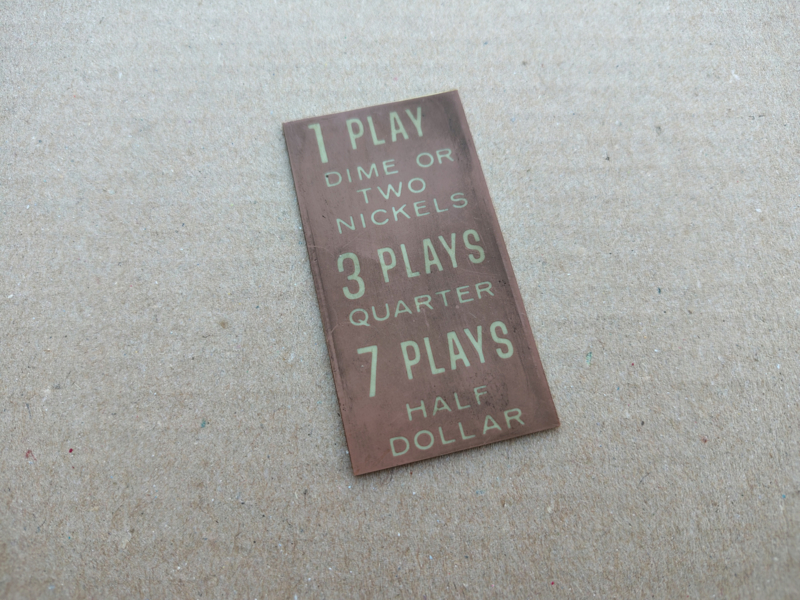 1 PLAY
DIME OR
TWO
NICKELS
3 PLAYS
QUARTER
7 PLAYS
HALF
DOLLAR